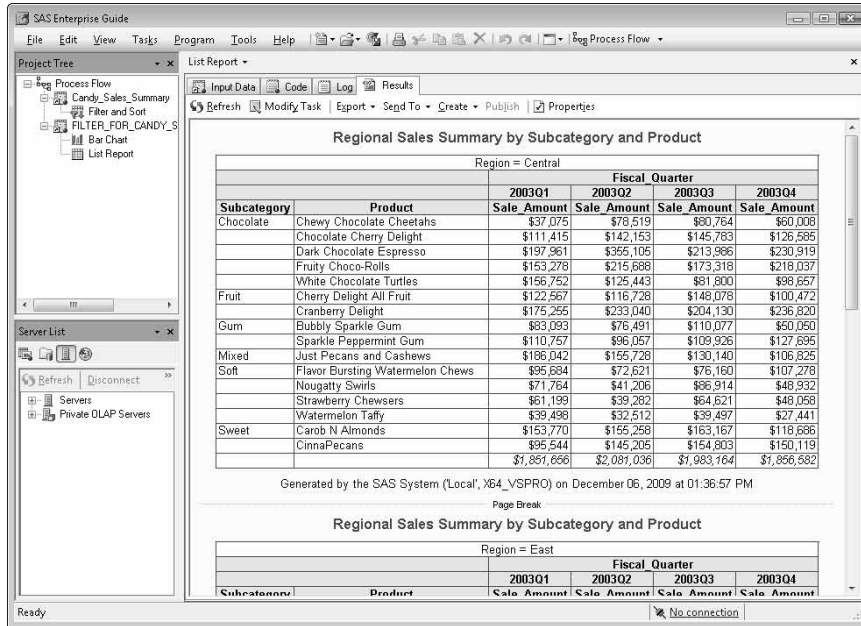 SAS Enterprise Guide
File Edit View Tasks Program Tools Help Process Flow
Project Tree
Process Flow
Candy_Sales_Summary
Filter and Sort
FILTER_FOR_CANDY_S
Bar Chart
List Report
Server List
Refresh Disconnect »
Servers
Private OLAP Servers
List Report
Input Data Code Log Results
Refresh Modify Task Export Send To Create Publish Properties
Regional Sales Summary by Subcategory and Product
Region = Central
Fiscal_Quarter
2003Q1 2003Q2 2003Q3 2003Q4
Subcategory Product Sale_Amount Sale_Amount Sale_Amount Sale_Amount
Chocolate Chewy Chocolate Cheetahs $37,075 $78,519 $80,764 $60,008
Chocolate Cherry Delight $111,415 $142,153 $145,783 $126,585
Dark Chocolate Espresso $197,961 $355,105 $213,986 $230,919
Fruity Choco-Rolls $153,278 $215,688 $173,318 $218,037
White Chocolate Turtles $156,752 $125,443 $81,800 $98,657
Fruit Cherry Delight All Fruit $122,567 $116,728 $148,078 $100,472
Cranberry Delight $175,255 $233,040 $204,130 $236,820
Gum Bubbly Sparkle Gum $83,093 $76,491 $110,077 $50,050
Sparkle Peppermint Gum $110,757 $96,057 $109,926 $127,695
Mixed Just Pecans and Cashews $186,042 $155,728 $130,140 $106,825
Soft Flavor Bursting Watermelon Chews $95,684 $72,621 $76,160 $107,278
Nougatty Swirls $71,764 $41,206 $86,914 $48,932
Strawberry Chewsers $61,199 $39,282 $64,621 $48,058
Watermelon Taffy $39,498 $32,512 $39,497 $27,441
Sweet Carob N Almonds $153,770 $155,258 $163,167 $118,686
CinnaPecans $95,544 $145,205 $154,803 $150,119
$1,851,656 $2,081,036 $1,983,164 $1,856,582
Generated by the SAS System ('Local', X64_VSPRO) on December 06, 2009 at 01:36:57 PM
Page Break
Regional Sales Summary by Subcategory and Product
Region = East
Fiscal_Quarter
2003Q1 2003Q2 2003Q3 2003Q4
Subcategory Product Sale_Amount Sale_Amount Sale_Amount Sale_Amount
Ready
No connection